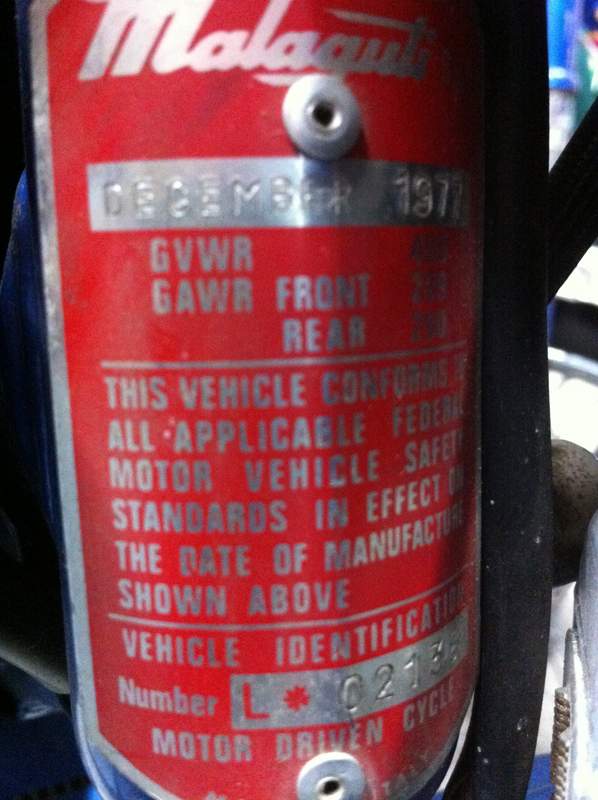 Malaguti
DECEMBER 1977
GVWR
GAWR FRONT
REAR
THIS VEHICLE CONFORMS
ALL APPLICABLE FEDERAL
MOTOR VEHICLE SAFETY
STANDARDS IN EFFECT ON
THE DATE OF MANUFACTURE
SHOWN ABOVE
VEHICLE IDENTIFICATION
Number L*
MOTOR DRIVEN CYCLE